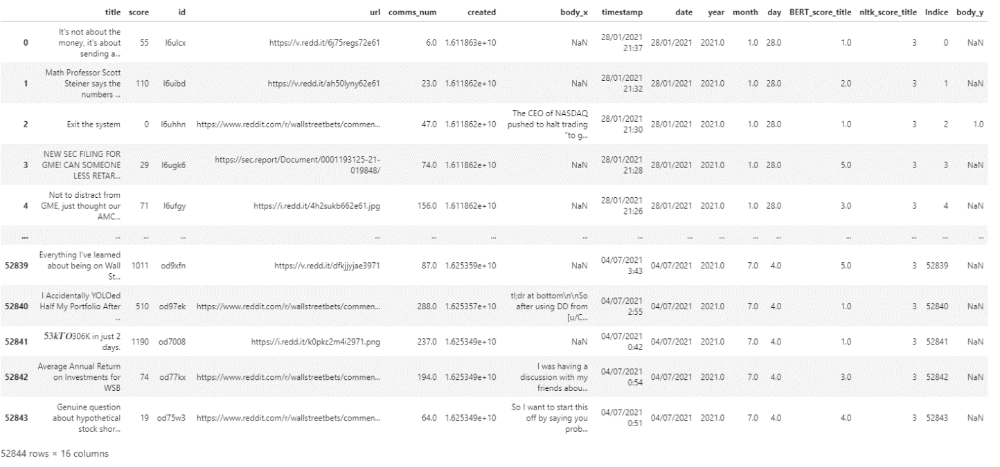 title score id url comms_num created body_x timestamp date year month day BERT_score_title nltk_score_title Indice body_y
It's not about the
money, it's about
sending a...
0 55 l6ulcx https://v.redd.it/6j75regs72e61 6.0 1.611863e+10 NaN 28/01/2021
21:37 28/01/2021 2021.0 1.0 28.0 1.0 3 0 NaN
Math Professor Scott
Steiner says the
numbers ...
1 110 l6uibd https://v.redd.it/ah50lyny62e61 23.0 1.611862e+10 NaN 28/01/2021
21:32 28/01/2021 2021.0 1.0 28.0 2.0 3 1 NaN
2 Exit the system 0 l6uhhn https://www.reddit.com/r/wallstreetbets/commen... 47.0 1.611862e+10
The CEO of NASDAQ
pushed to halt trading
"to g...
28/01/2021
21:30 28/01/2021 2021.0 1.0 28.0 1.0 3 2 1.0
NEW SEC FILING FOR
GME! CAN SOMEONE
LESS RETAR...
3 29 l6ugk6 https://sec.report/Document/0001193125-21-
019848/ 74.0 1.611862e+10 NaN 28/01/2021
21:28 28/01/2021 2021.0 1.0 28.0 5.0 3 3 NaN
Not to distract from
GME, just thought our
AMC...
4 71 l6ufgy https://i.redd.it/4h2sukb662e61.jpg 156.0 1.611862e+10 NaN 28/01/2021
21:26 28/01/2021 2021.0 1.0 28.0 3.0 3 4 NaN
... ... ... ... ... ... ... ... ... ... ... ... ... ... ... ... ...
Everything I've learned
about being on Wall
St...
52839 1011 od9xfn https://v.redd.it/dfkjjyjae3971 87.0 1.625359e+10 NaN 04/07/2021
3:43 04/07/2021 2021.0 7.0 4.0 5.0 3 52839 NaN
I Accidentally YOLOed
Half My Portfolio After
...
52840 510 od97ek https://www.reddit.com/r/wallstreetbets/commen... 288.0 1.625357e+10
tl;dr at bottom\n\nSo
after using DD from
[u/C...
04/07/2021
2:55 04/07/2021 2021.0 7.0 4.0 1.0 3 52840 NaN
53kTO306K in just 2
days.
52841 1190 od7008 https://i.redd.it/k0pkc2m4i2971.png 237.0 1.625349e+10 NaN 04/07/2021
0:42 04/07/2021 2021.0 7.0 4.0 1.0 3 52841 NaN
Average Annual Return
on Investments for
WSB
52842 74 od77kx https://www.reddit.com/r/wallstreetbets/commen... 194.0 1.625349e+10
I was having a
discussion with my
friends abou...
04/07/2021
0:54 04/07/2021 2021.0 7.0 4.0 3.0 3 52842 NaN
Genuine question
about hypothetical
stock shor...
52843 19 od75w3 https://www.reddit.com/r/wallstreetbets/commen... 64.0 1.625349e+10
So I want to start this
off by saying you
prob...
04/07/2021
0:51 04/07/2021 2021.0 7.0 4.0 4.0 3 52843 NaN
52844 rows × 16 columns